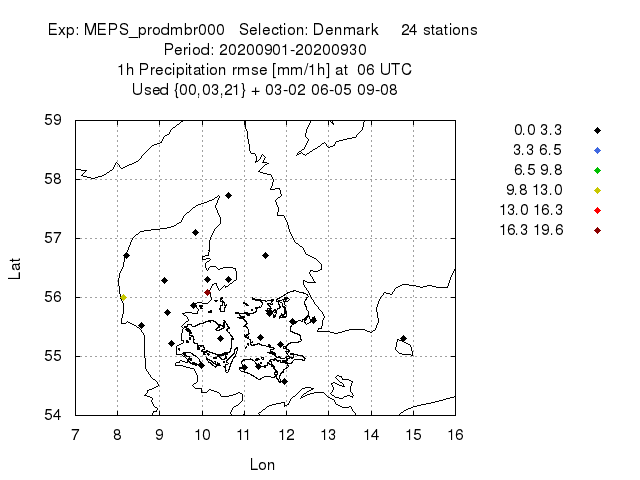 Exp: MEPS_prodmbr000 Selection: Denmark 24 stations
Period: 20200901-20200930
1h Precipitation rmse [mm/1h] at 06 UTC
Used {00,03,21} + 03-02 06-05 09-08
59
58
57
56
55
54
Lat
7 8 9 10 11 12 13 14 15 16
Lon
0.0 3.3
3.3 6.5
6.5 9.8
9.8 13.0
13.0 16.3
16.3 19.6